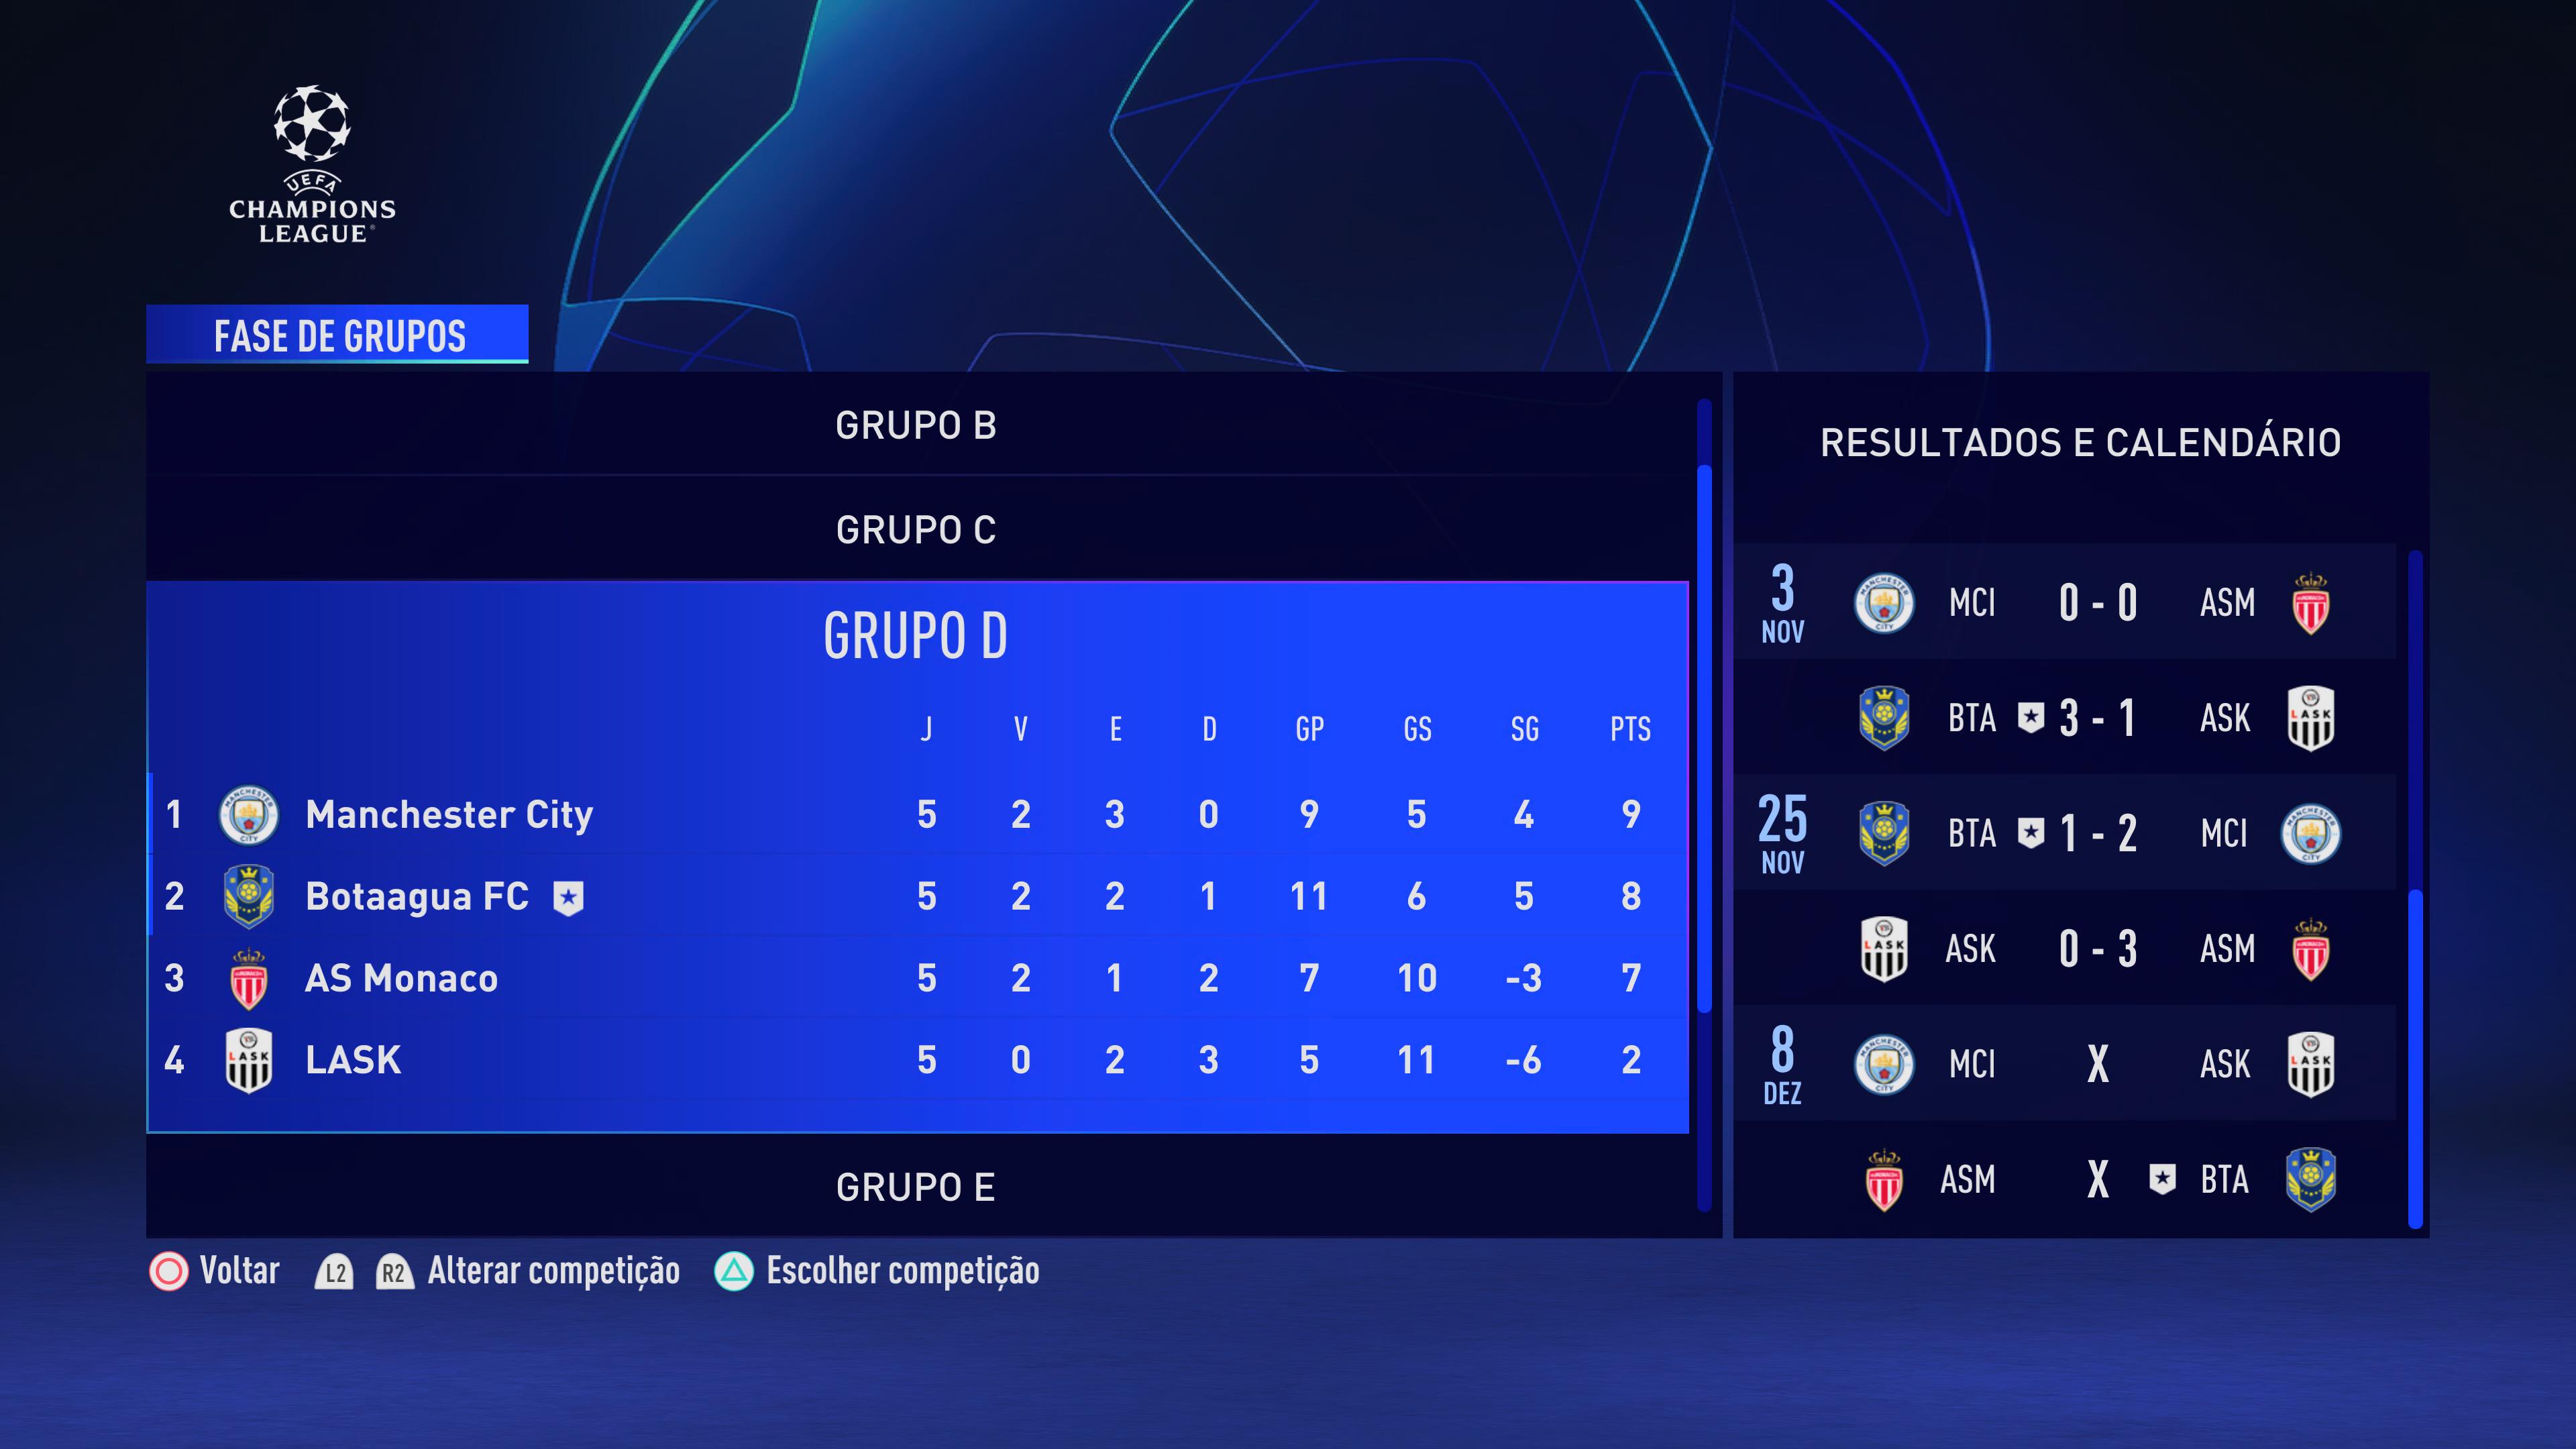 UEFA
CHAMPIONS
LEAGUE
FASE DE GRUPOS
GRUPO B
GRUPO C
GRUPO D
J V E D GP GS SG PTS
1 Manchester City 5 2 3 0 9 5 4 9
2 Botaagua FC 5 2 2 1 11 6 5 8
3 AS Monaco 5 2 1 2 7 10 -3 7
4 LASK 5 0 2 3 5 11 -6 2
GRUPO E
RESULTADOS E CALENDÁRIO
3 NOV MCI 0 - 0 ASM
BTA 3 - 1 ASK
25 NOV BTA 1 - 2 MCI
ASK 0 - 3 ASM
8 DEZ MCI X ASK
ASM X BTA
Voltar L2 R2 Alterar competição Escolher competição